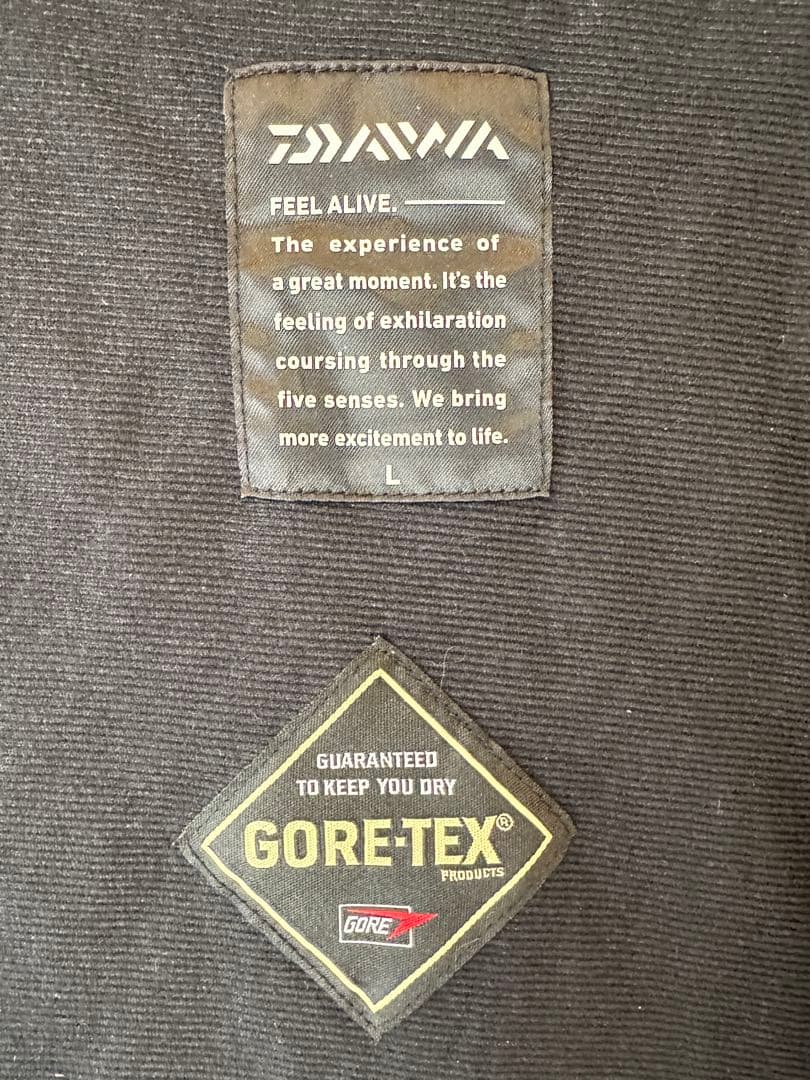 DAIWA
FEEL ALIVE.
The experience of
a great moment. It's the
feeling of exhilaration
coursing through the
five senses. We bring
more excitement to life.
L
GUARANTEED
TO KEEP YOU DRY
GORE-TEX®
PRODUCTS
GORE